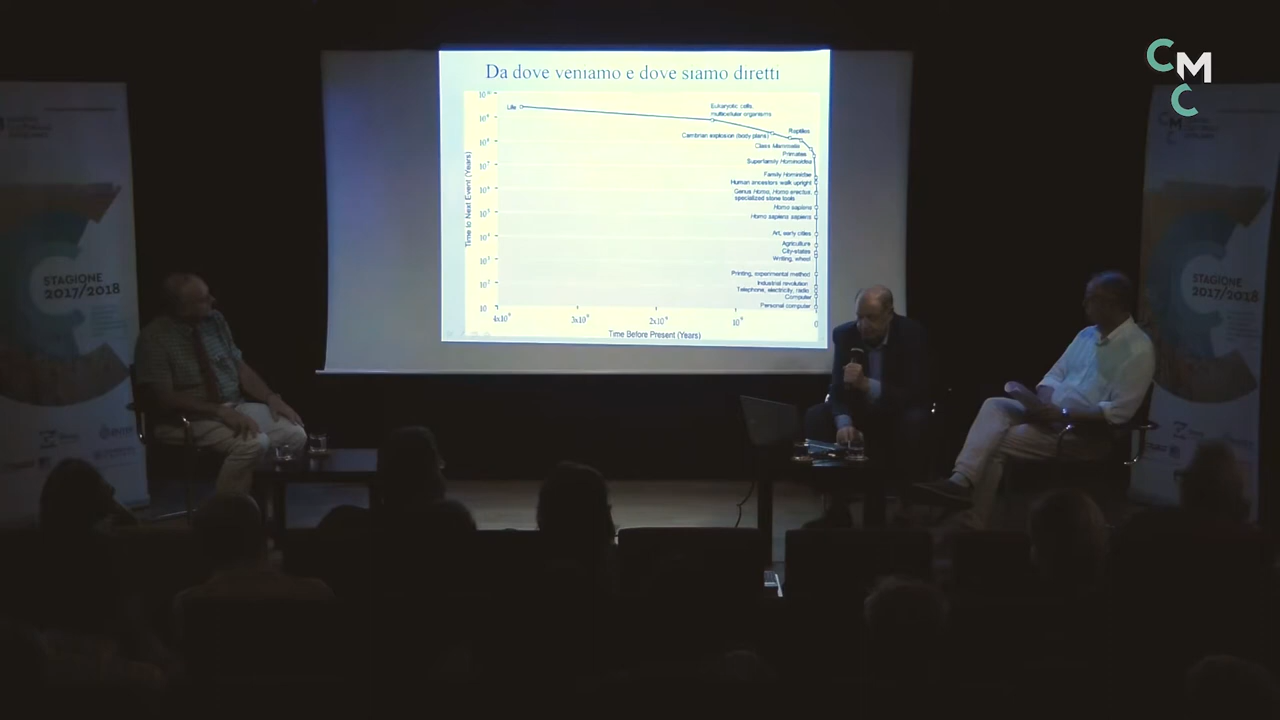 C
M
C
Da dove veniamo e dove siamo diretti
Life
Eukaryotic cells,
multicellular organisms
Cambrian explosion (body plans)
Reptiles
Class Mammalia
Primates
Superfamily Hominoidea
Family Hominidae
Human ancestors walk upright
Genus Homo, Homo erectus,
specialized stone tools
Homo sapiens
Homo sapiens sapiens
Art, early cities
Agriculture
City-states
Writing, wheel
Printing, experimental method
Industrial revolution
Telephone, electricity, radio
Computer
Personal computer
Time to Next Event (Years)
Time Before Present (Years)
0
STAGIONE
2017/2018
STAGIONE
2017/2018